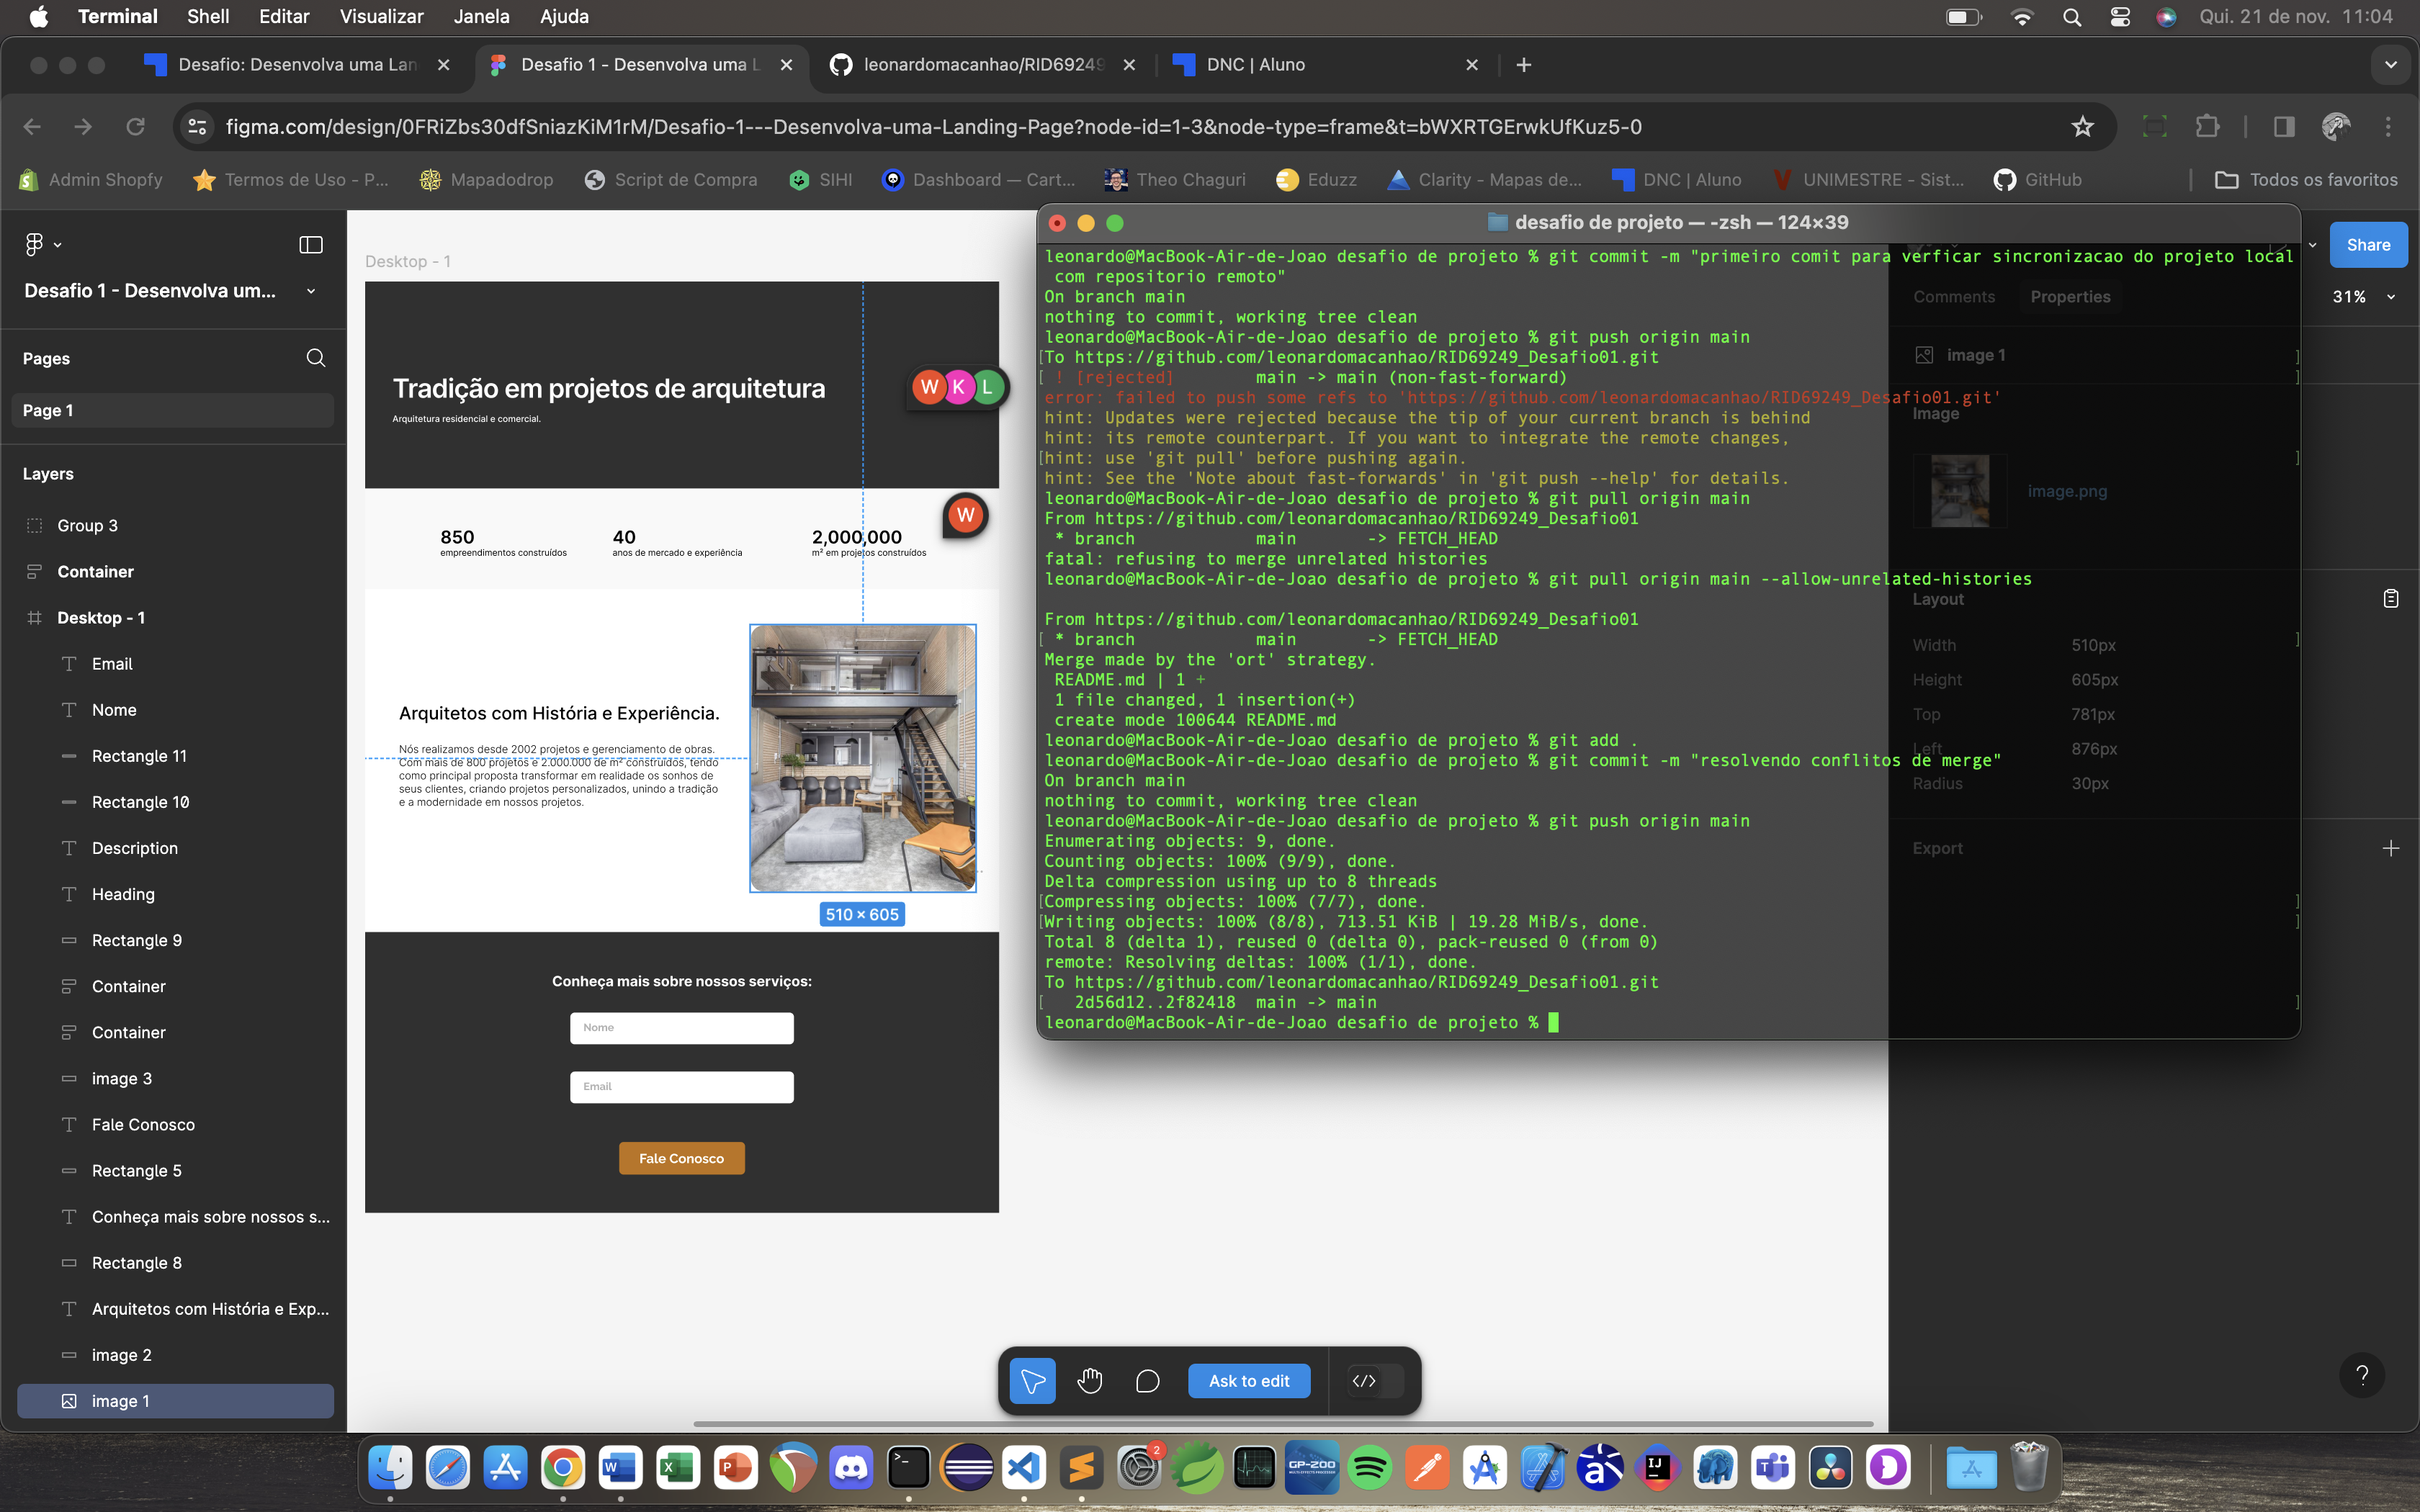 Terminal Shell Editar Visualizar Janela Ajuda
Qui. 21 de nov. 11:04
Desafio: Desenvolva uma Lan
Desafio 1 - Desenvolva uma L
leonardomacanhao/RID69249
DNC | Aluno
figma.com/design/0FRiZbs30dfSniazKiM1rM/Desafio-1---Desenvolva-uma-Landing-Page?node-id=1-3&node-type=frame&t=bWXRTGErwkUfKuz5-0
Admin Shopfy
Termos de Uso - P...
Mapadodrop
Script de Compra
SIHI
Dashboard — Cart...
Theo Chaguri
Eduzz
Clarity - Mapas de...
DNC | Aluno
UNIMESTRE - Sist...
GitHub
Todos os favoritos
Desafio 1 - Desenvolva um...
Pages
Page 1
Layers
Group 3
Container
Desktop - 1
Email
Nome
Rectangle 11
Rectangle 10
Description
Heading
Rectangle 9
Container
Container
image 3
Fale Conosco
Rectangle 5
Conheça mais sobre nossos s...
Rectangle 8
Arquitetos com História e Exp...
image 2
image 1
Desktop - 1
Tradição em projetos de arquitetura
Arquitetura residencial e comercial.
W K L
W
850
empreendimentos construídos
40
anos de mercado e experiência
2,000,000
m² em projetos construídos
Arquitetos com História e Experiência.
Nós realizamos desde 2002 projetos e gerenciamento de obras.
Com mais de 800 projetos e 2.000.000 de m² construídos, tendo
como principal proposta transformar em realidade os sonhos de
seus clientes, criando projetos personalizados, unindo a tradição
e a modernidade em nossos projetos.
510 × 605
Conheça mais sobre nossos serviços:
Nome
Email
Fale Conosco
Ask to edit
desafio de projeto — -zsh — 124×39
leonardo@MacBook-Air-de-Joao desafio de projeto % git commit -m "primeiro comit para verficar sincronizacao do projeto local
com repositorio remoto"
On branch main
nothing to commit, working tree clean
leonardo@MacBook-Air-de-Joao desafio de projeto % git push origin main
To https://github.com/leonardomacanhao/RID69249_Desafio01.git
! [rejected]        main -> main (non-fast-forward)
error: failed to push some refs to 'https://github.com/leonardomacanhao/RID69249_Desafio01.git'
hint: Updates were rejected because the tip of your current branch is behind
hint: its remote counterpart. If you want to integrate the remote changes,
hint: use 'git pull' before pushing again.
hint: See the 'Note about fast-forwards' in 'git push --help' for details.
leonardo@MacBook-Air-de-Joao desafio de projeto % git pull origin main
From https://github.com/leonardomacanhao/RID69249_Desafio01
* branch            main       -> FETCH_HEAD
fatal: refusing to merge unrelated histories
leonardo@MacBook-Air-de-Joao desafio de projeto % git pull origin main --allow-unrelated-histories
From https://github.com/leonardomacanhao/RID69249_Desafio01
* branch            main       -> FETCH_HEAD
Merge made by the 'ort' strategy.
README.md | 1 +
1 file changed, 1 insertion(+)
create mode 100644 README.md
leonardo@MacBook-Air-de-Joao desafio de projeto % git add .
leonardo@MacBook-Air-de-Joao desafio de projeto % git commit -m "resolvendo conflitos de merge"
On branch main
nothing to commit, working tree clean
leonardo@MacBook-Air-de-Joao desafio de projeto % git push origin main
Enumerating objects: 9, done.
Counting objects: 100% (9/9), done.
Delta compression using up to 8 threads
Compressing objects: 100% (7/7), done.
Writing objects: 100% (8/8), 713.51 KiB | 19.28 MiB/s, done.
Total 8 (delta 1), reused 0 (delta 0), pack-reused 0 (from 0)
remote: Resolving deltas: 100% (1/1), done.
To https://github.com/leonardomacanhao/RID69249_Desafio01.git
2d56d12..2f82418  main -> main
leonardo@MacBook-Air-de-Joao desafio de projeto %
Share
Comments
Properties
31%
image 1
Image
image.png
Layout
Width 510px
Height 605px
Top 781px
Left 876px
Radius 30px
Export
?
2
GP-200